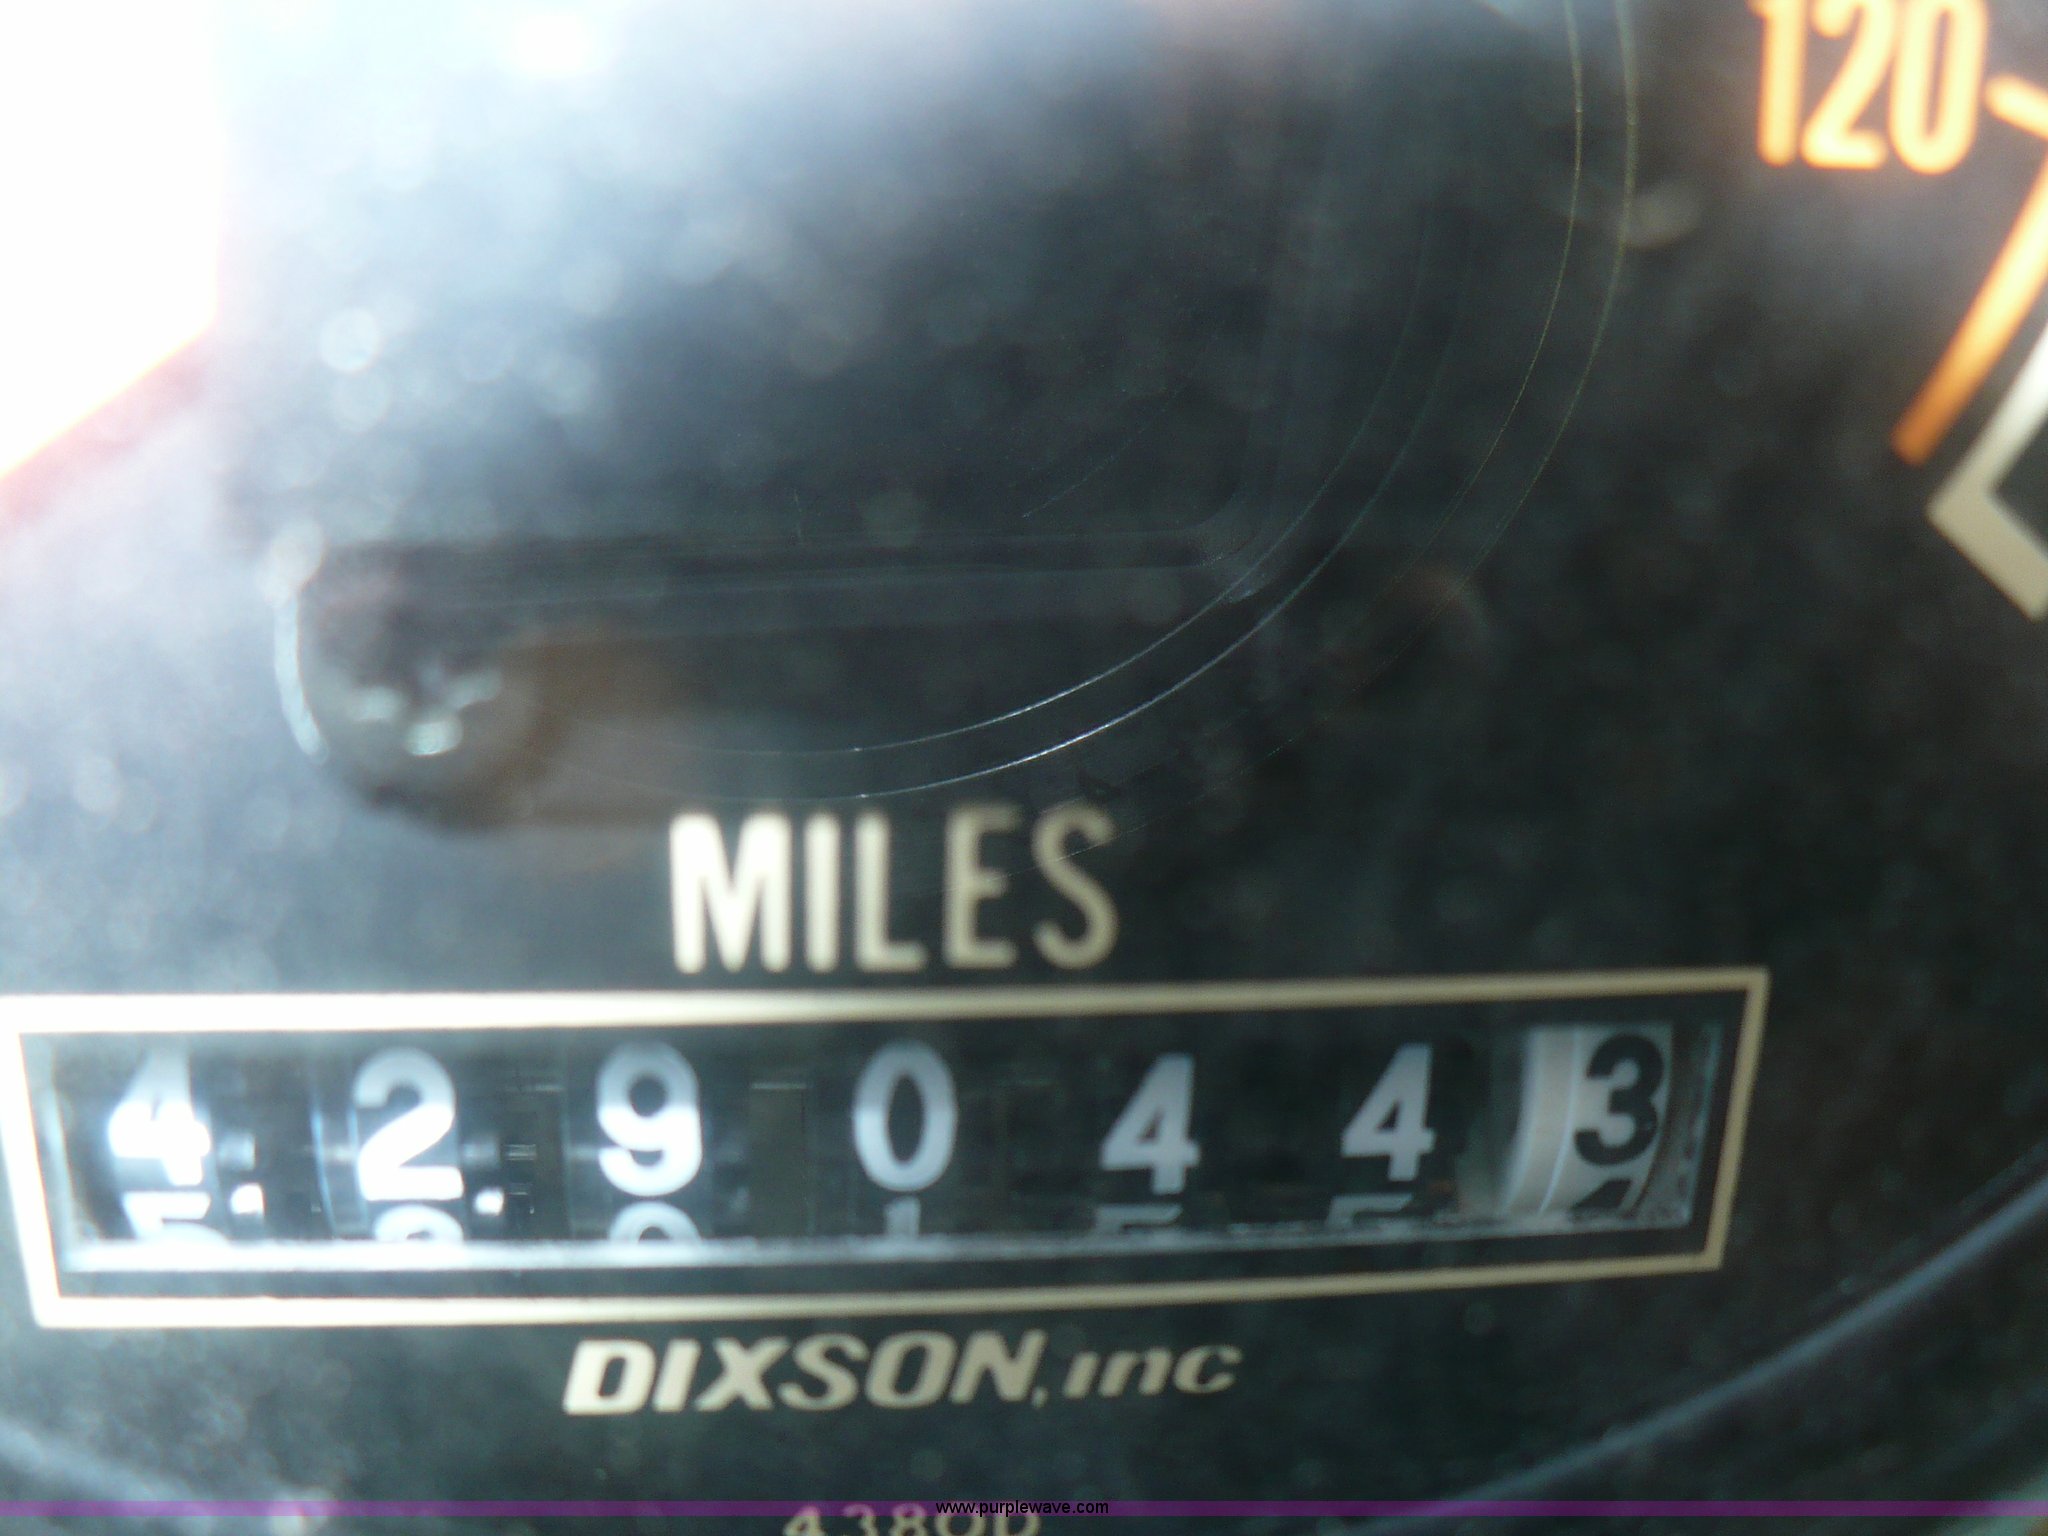 120
MILES
4 2 9 0 4 4 3
DIXSON, inc
www.purplewave.com